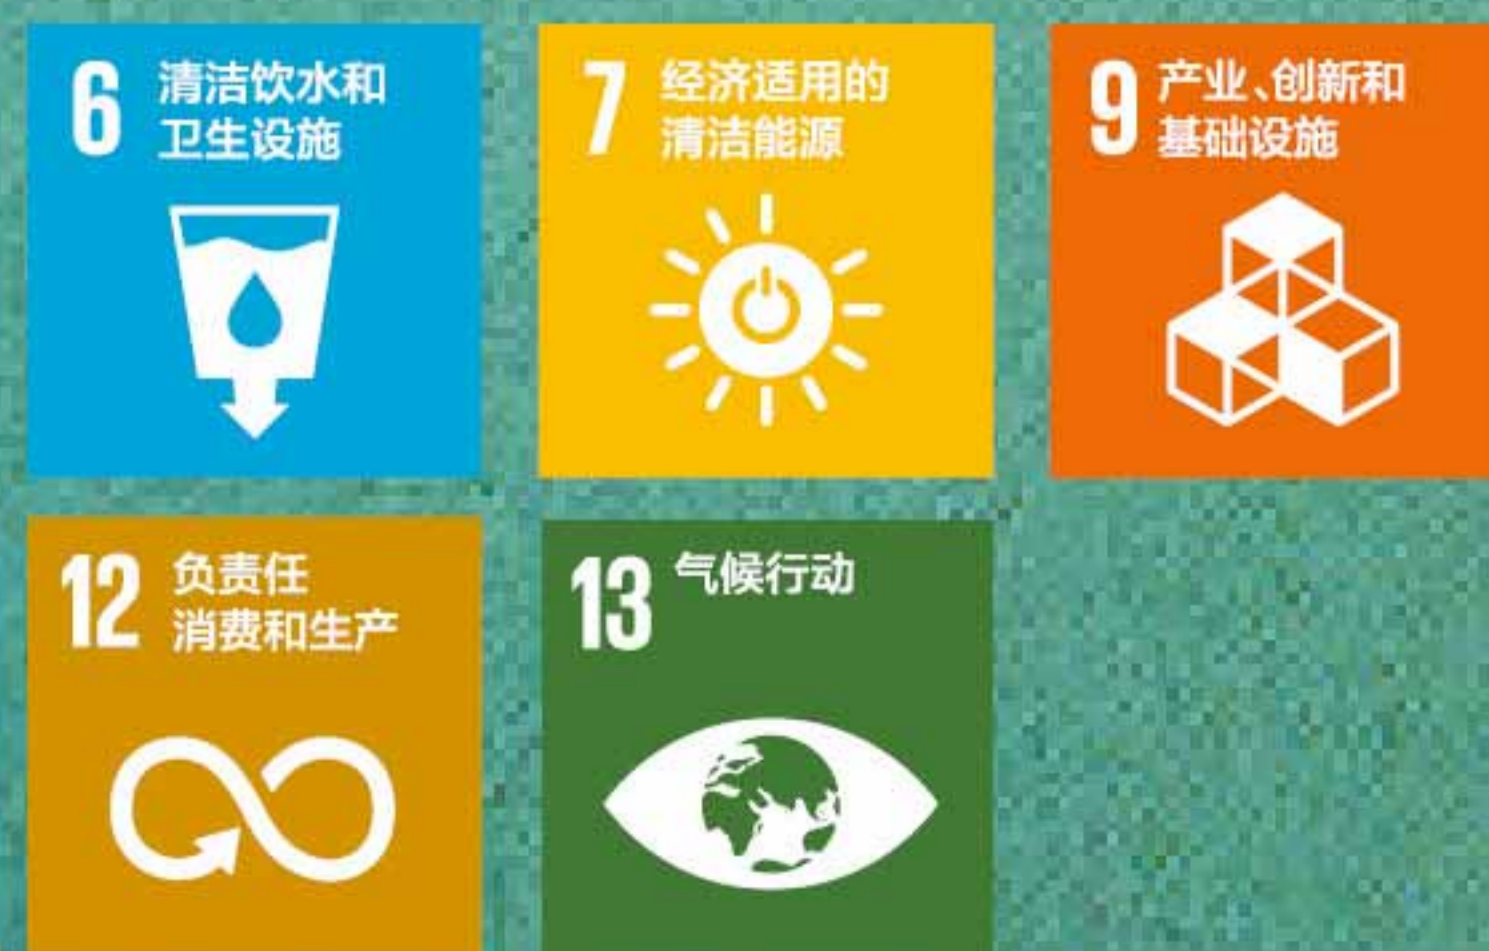 6
清洁饮水和
卫生设施
7
经济适用的
清洁能源
9
产业、创新和
基础设施
12
负责任
消费和生产
13
气候行动